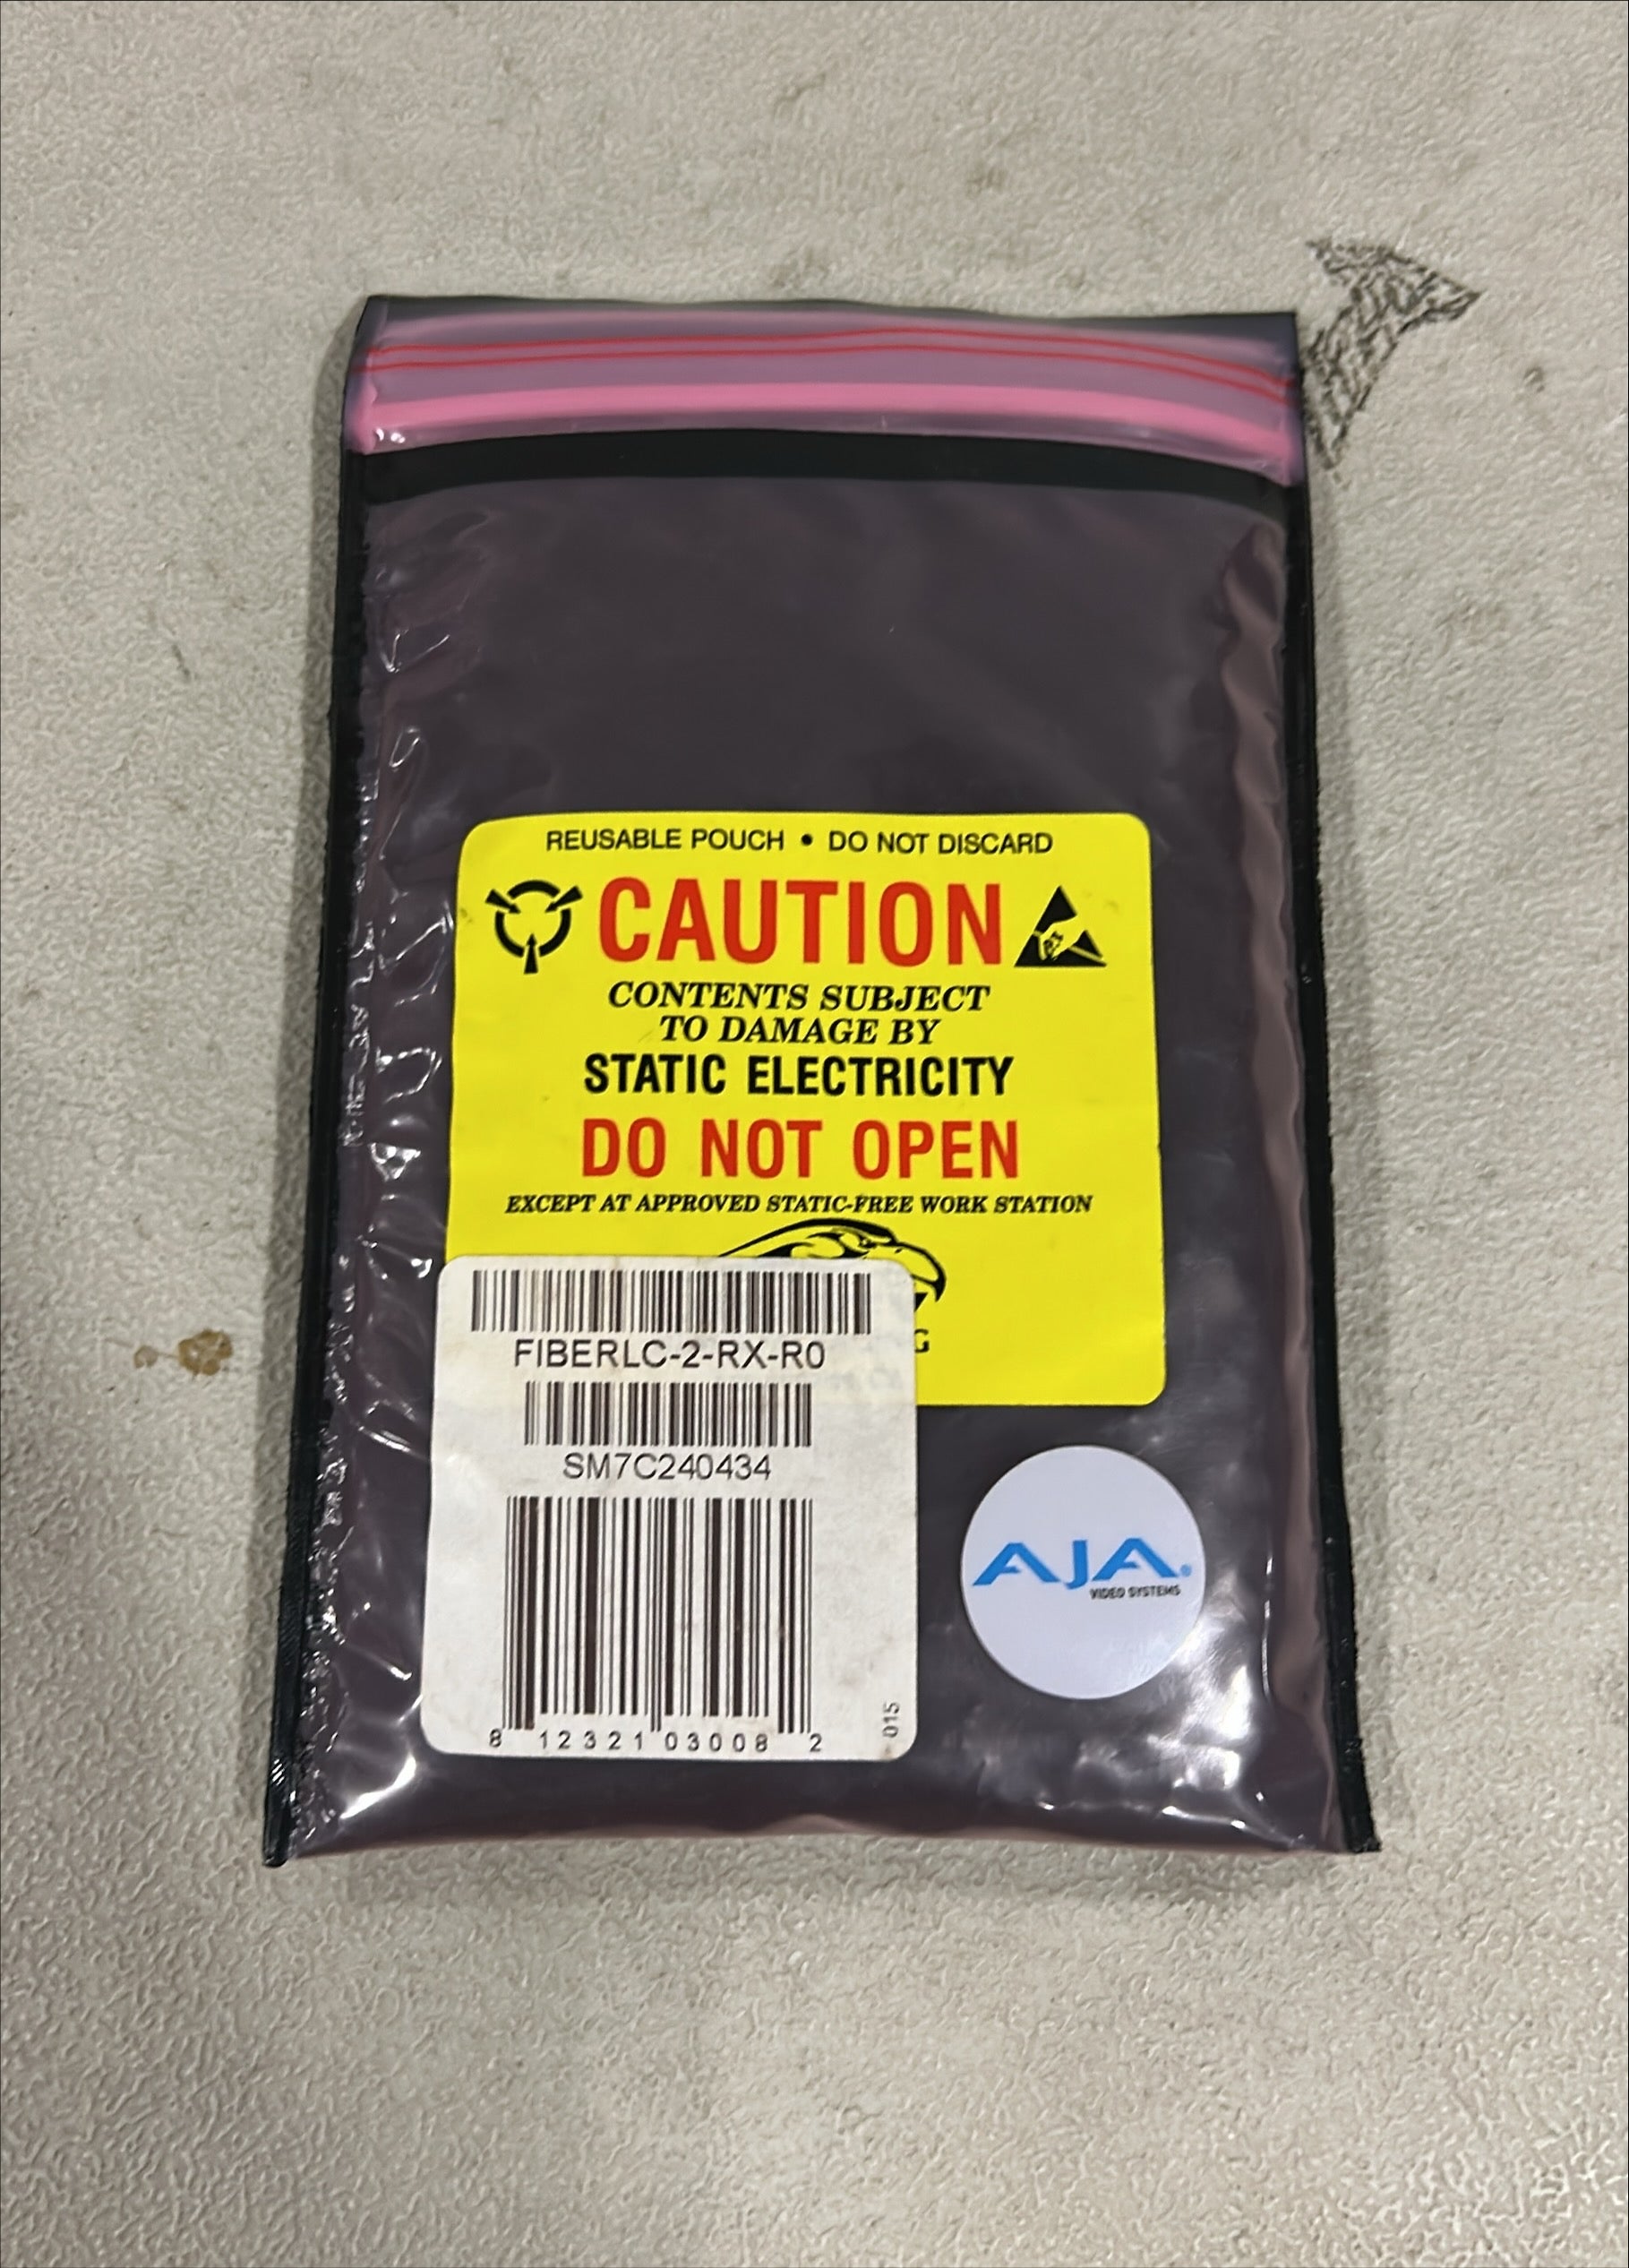 REUSABLE POUCH • DO NOT DISCARD
CAUTION
CONTENTS SUBJECT
TO DAMAGE BY
STATIC ELECTRICITY
DO NOT OPEN
EXCEPT AT APPROVED STATIC-FREE WORK STATION
G
FIBERLC-2-RX-R0
SM7C240434
8 12321 03008 2
015
AJA®
VIDEO SYSTEMS